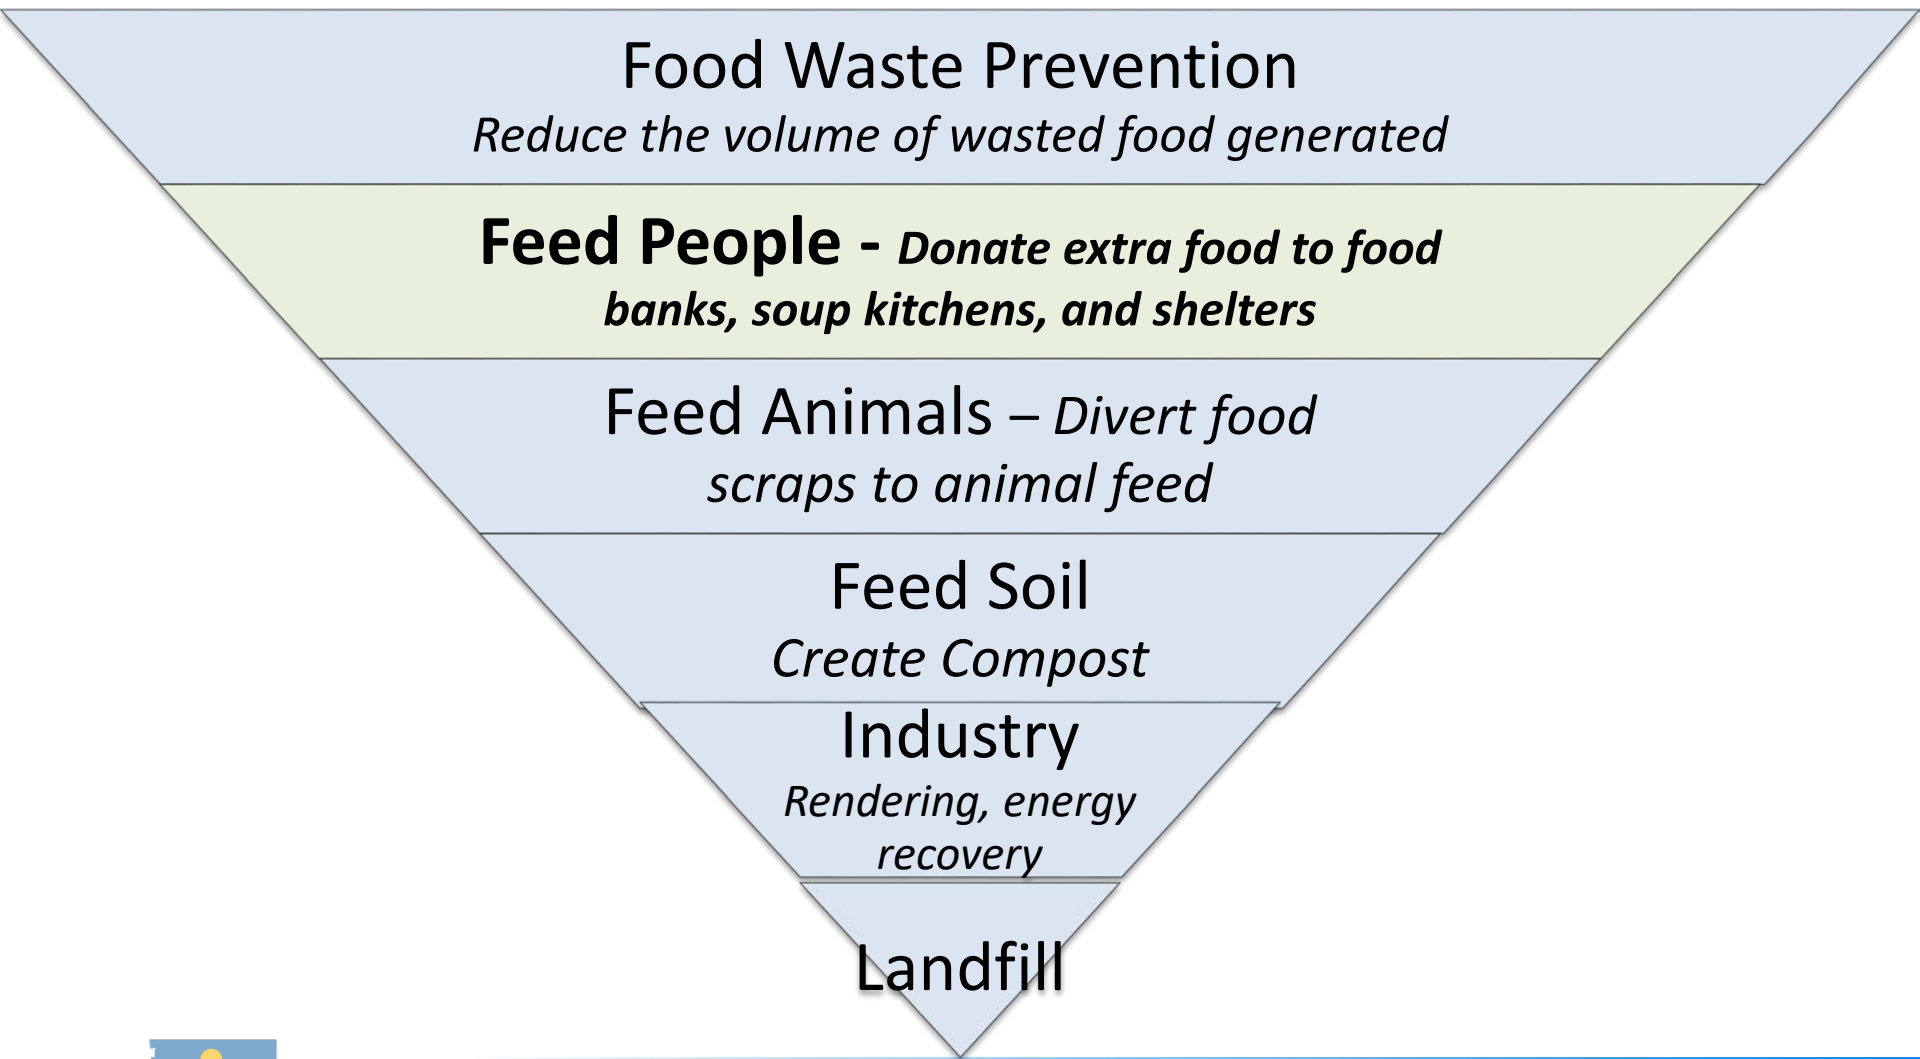 Food Waste Prevention
Reduce the volume of wasted food generated
Feed People - Donate extra food to food
banks, soup kitchens, and shelters
Feed Animals – Divert food
scraps to animal feed
Feed Soil
Create Compost
Industry
Rendering, energy
recovery
Landfill